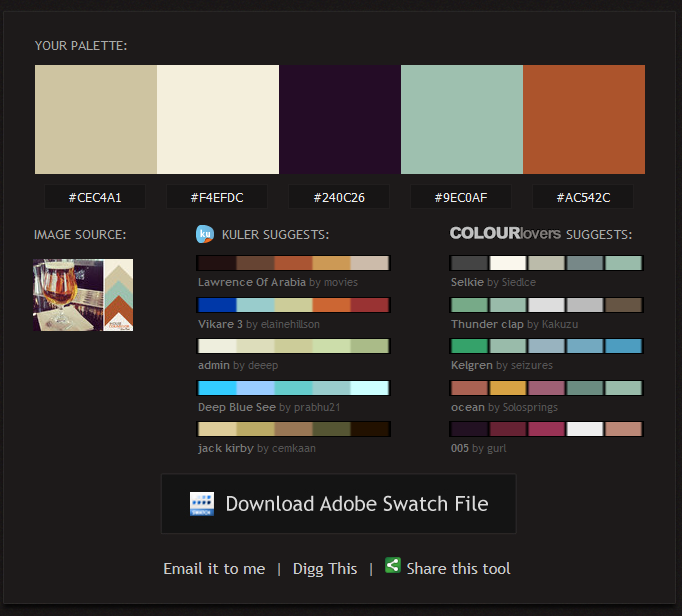 YOUR PALETTE:
#CEC4A1 #F4EFDC #240C26 #9EC0AF #AC542C
IMAGE SOURCE:
ku KULER SUGGESTS:
Lawrence Of Arabia by movies
Vikare 3 by elainehillson
admin by deeep
Deep Blue See by prabhu21
jack kirby by cemkaan
COLOURlovers SUGGESTS:
Selkie by Siedlce
Thunder clap by Kakuzu
Kelgren by seizures
ocean by Solosprings
005 by gurl
SWATCH Download Adobe Swatch File
Email it to me | Digg This | Share this tool